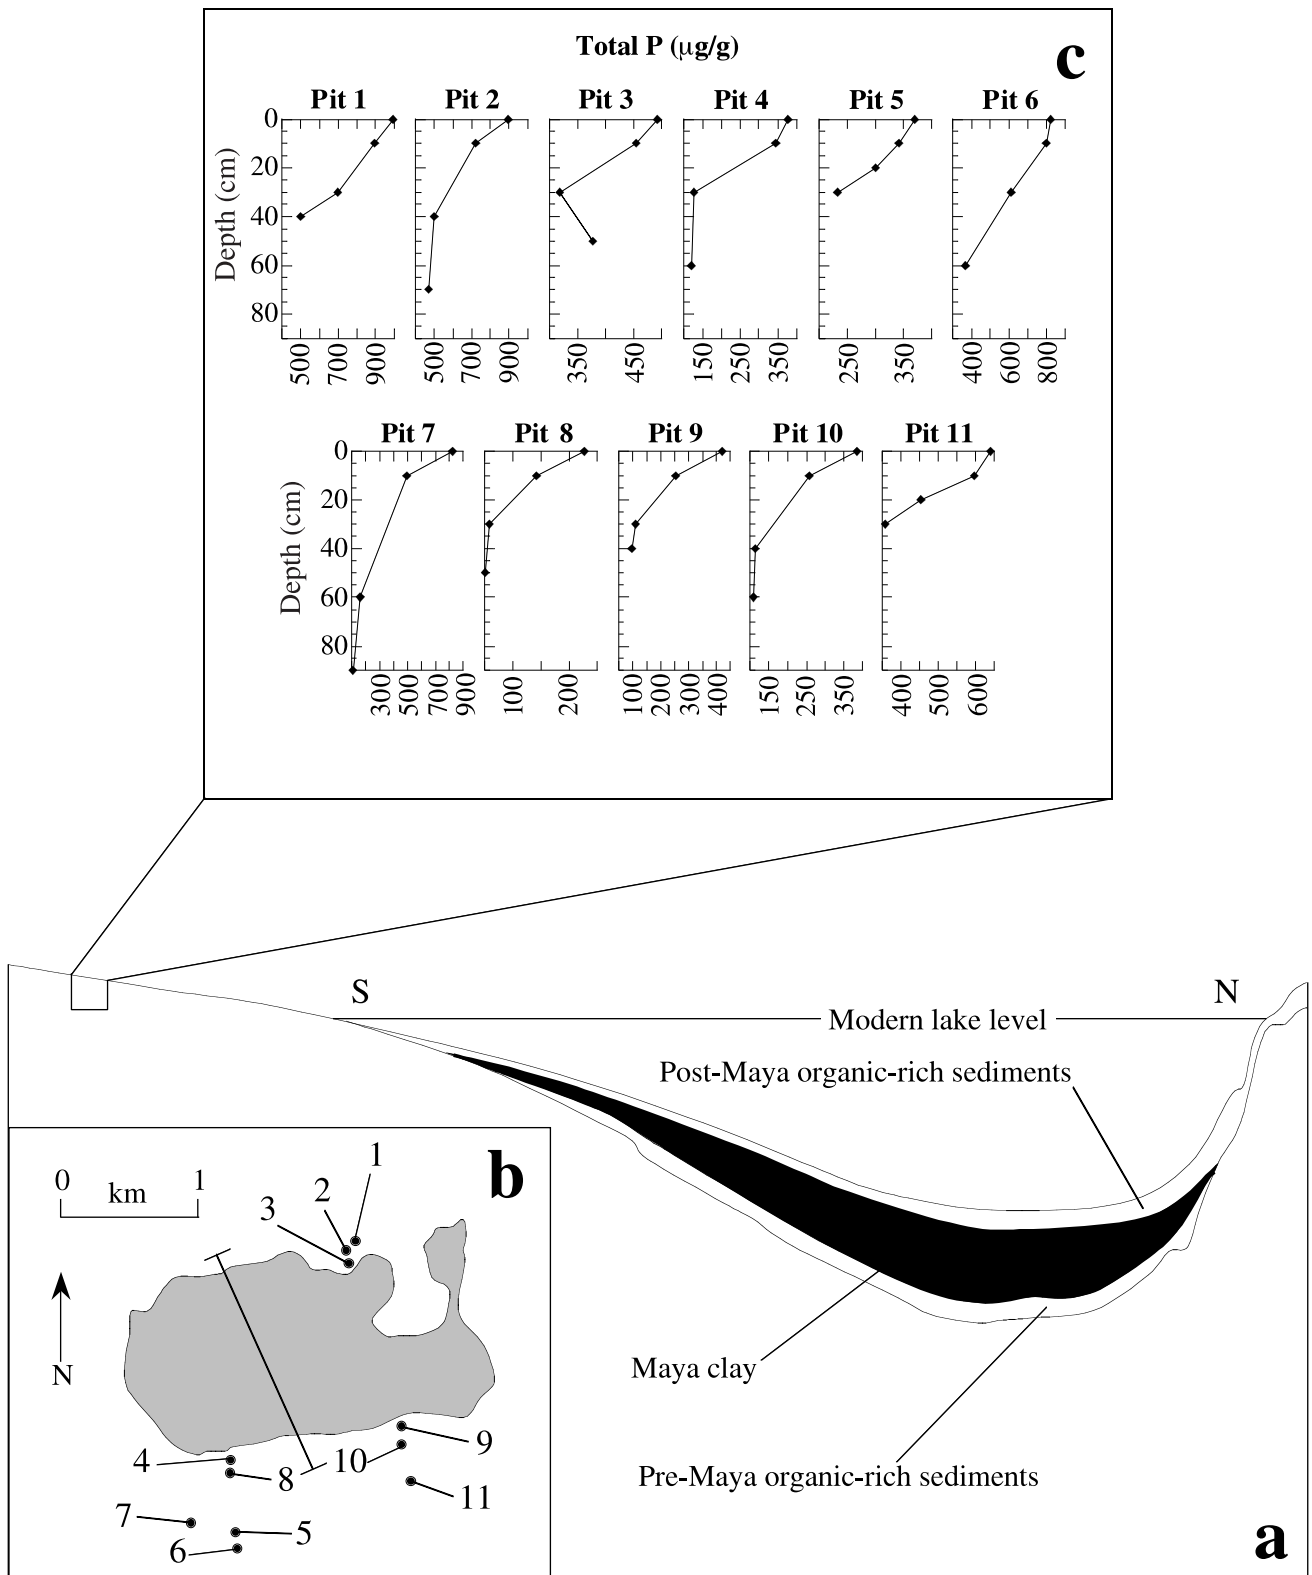 Total P (µg/g)
c
Pit 1 Pit 2 Pit 3 Pit 4 Pit 5 Pit 6
Depth (cm)
0
20
40
60
80
500 700 900 500 700 900 350 450 150 250 350 250 350 400 600 800
Pit 7 Pit 8 Pit 9 Pit 10 Pit 11
Depth (cm)
0
20
40
60
80
300 500 700 900 100 200 100 200 300 400 150 250 350 400 500 600
S N
Modern lake level
Post-Maya organic-rich sediments
Maya clay
Pre-Maya organic-rich sediments
a
b
0 km 1
N
1
2
3
4
8
10
9
11
7
5
6